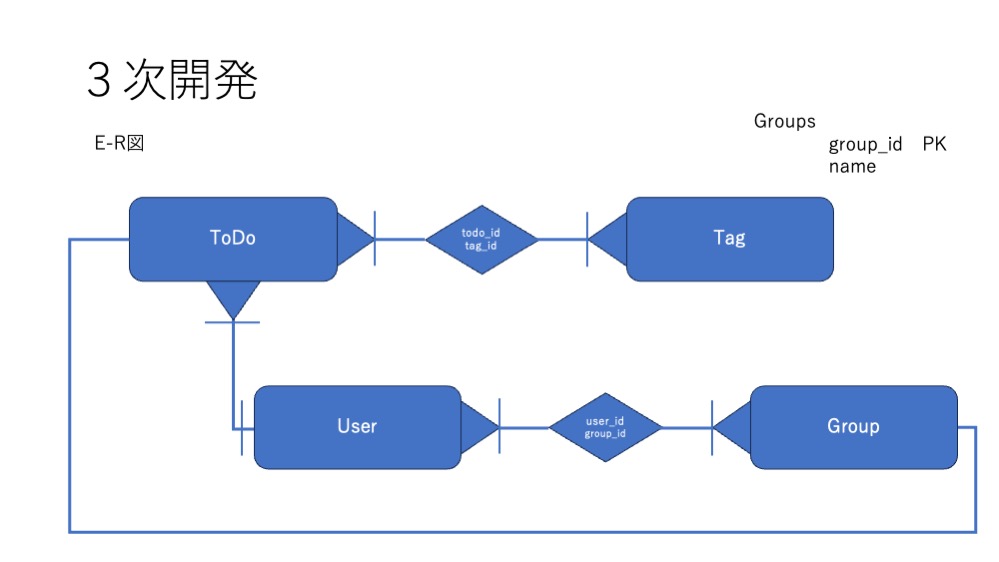 ３次開発
E-R図
Groups
group_id PK
name
ToDo
todo_id
tag_id
Tag
User
user_id
group_id
Group